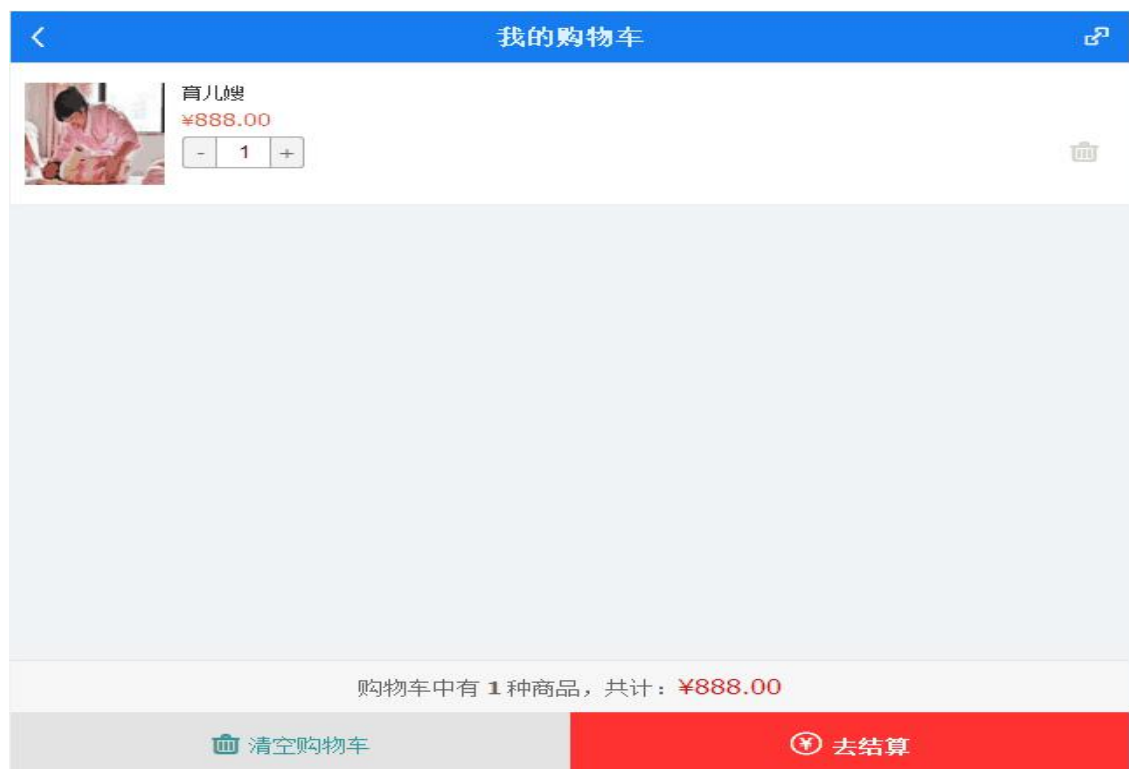 我的购物车
育儿嫂
¥888.00
- 1 +
购物车中有 1 种商品，共计：¥888.00
清空购物车
去结算